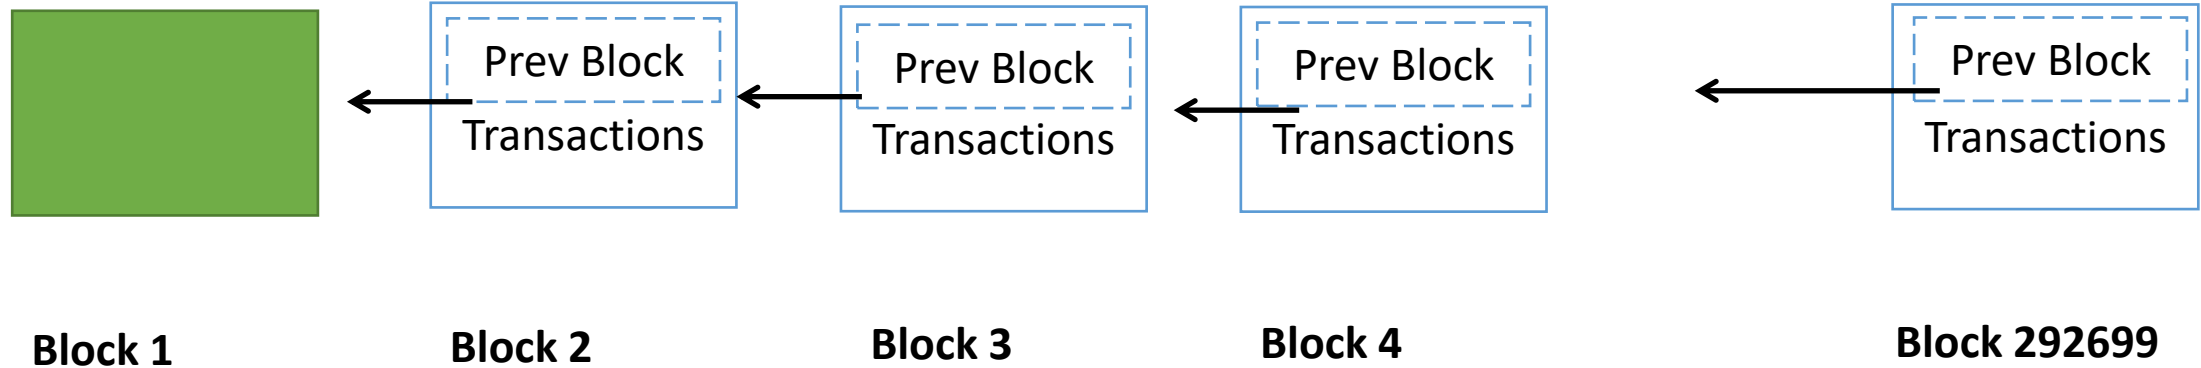 Prev Block
Transactions
Prev Block
Transactions
Prev Block
Transactions
Prev Block
Transactions
Block 1
Block 2
Block 3
Block 4
Block 292699